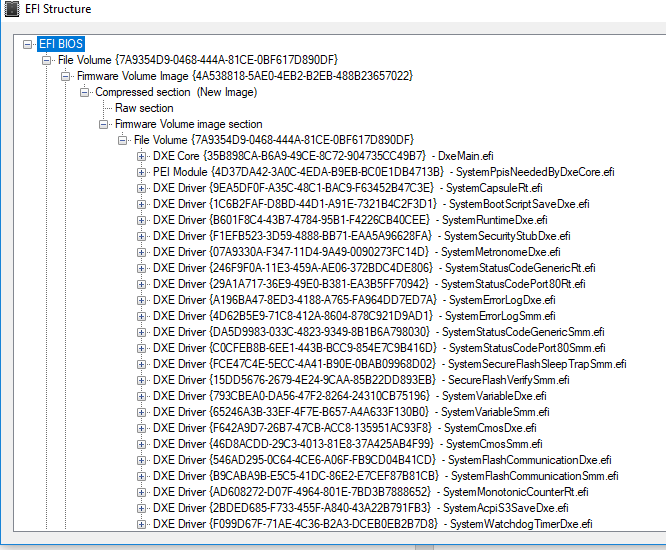 EFI Structure
EFI BIOS
File Volume {7A9354D9-0468-444A-81CE-0BF617D890DF}
Firmware Volume Image {4A538818-5AE0-4EB2-B2EB-488B23657022}
Compressed section (New Image)
Raw section
Firmware Volume image section
File Volume {7A9354D9-0468-444A-81CE-0BF617D890DF}
DXE Core {35B898CA-B6A9-49CE-8C72-904735CC49B7} - DxeMain.efi
PEI Module {4D37DA42-3A0C-4EDA-B9EB-BC0E1DB4713B} - SystemPpisNeededByDxeCore.efi
DXE Driver {9EA5DF0F-A35C-48C1-BAC9-F63452B47C3E} - SystemCapsuleRt.efi
DXE Driver {1C6B2FAF-D8BD-44D1-A91E-7321B4C2F3D1} - SystemBootScriptSaveDxe.efi
DXE Driver {B601F8C4-43B7-4784-95B1-F4226CB40CEE} - SystemRuntimeDxe.efi
DXE Driver {F1EFB523-3D59-4888-BB71-EAA5A96628FA} - SystemSecurityStubDxe.efi
DXE Driver {07A9330A-F347-11D4-9A49-0090273FC14D} - SystemMetronomeDxe.efi
DXE Driver {246F9F0A-11E3-459A-AE06-372BDC4DE806} - SystemStatusCodeGenericRt.efi
DXE Driver {29A1A717-36E9-49E0-B381-EA3B5FF70942} - SystemStatusCodePort80Rt.efi
DXE Driver {A196BA47-8ED3-4188-A765-FA964DD7ED7A} - SystemErrorLogDxe.efi
DXE Driver {4D62B5E9-71C8-412A-8604-878C921D9AD1} - SystemErrorLogSmm.efi
DXE Driver {DA5D9983-033C-4823-9349-8B1B6A798030} - SystemStatusCodeGenericSmm.efi
DXE Driver {C0CFEB8B-6EE1-443B-BCC9-854E7C9B416D} - SystemStatusCodePort80Smm.efi
DXE Driver {FCE47C4E-5ECC-4A41-B90E-0BAB09968D02} - SystemSecureFlashSleepTrapSmm.efi
DXE Driver {15DD5676-2679-4E24-9CAA-85B22DD893EB} - SecureFlashVerifySmm.efi
DXE Driver {793CBEA0-DA56-47F2-8264-24310CB75196} - SystemVariableDxe.efi
DXE Driver {65246A3B-33EF-4F7E-B657-A4A633F130B0} - SystemVariableSmm.efi
DXE Driver {F642A9D7-26B7-47CB-ACC8-135951AC93F8} - SystemCmosDxe.efi
DXE Driver {46D8ACDD-29C3-4013-81E8-37A425AB4F99} - SystemCmosSmm.efi
DXE Driver {546AD295-0C64-4CE6-A06F-FB9CD04B41CD} - SystemFlashCommunicationDxe.efi
DXE Driver {B9CABA9B-E5C5-41DC-86E2-E7CEF87B81CB} - SystemFlashCommunicationSmm.efi
DXE Driver {AD608272-D07F-4964-801E-7BD3B7888652} - SystemMonotonicCounterRt.efi
DXE Driver {2BDED685-F733-455F-A840-43A22B791FB3} - SystemAcpiS3SaveDxe.efi
DXE Driver {F099D67F-71AE-4C36-B2A3-DCEB0EB2B7D8} - SystemWatchdogTimerDxe.efi